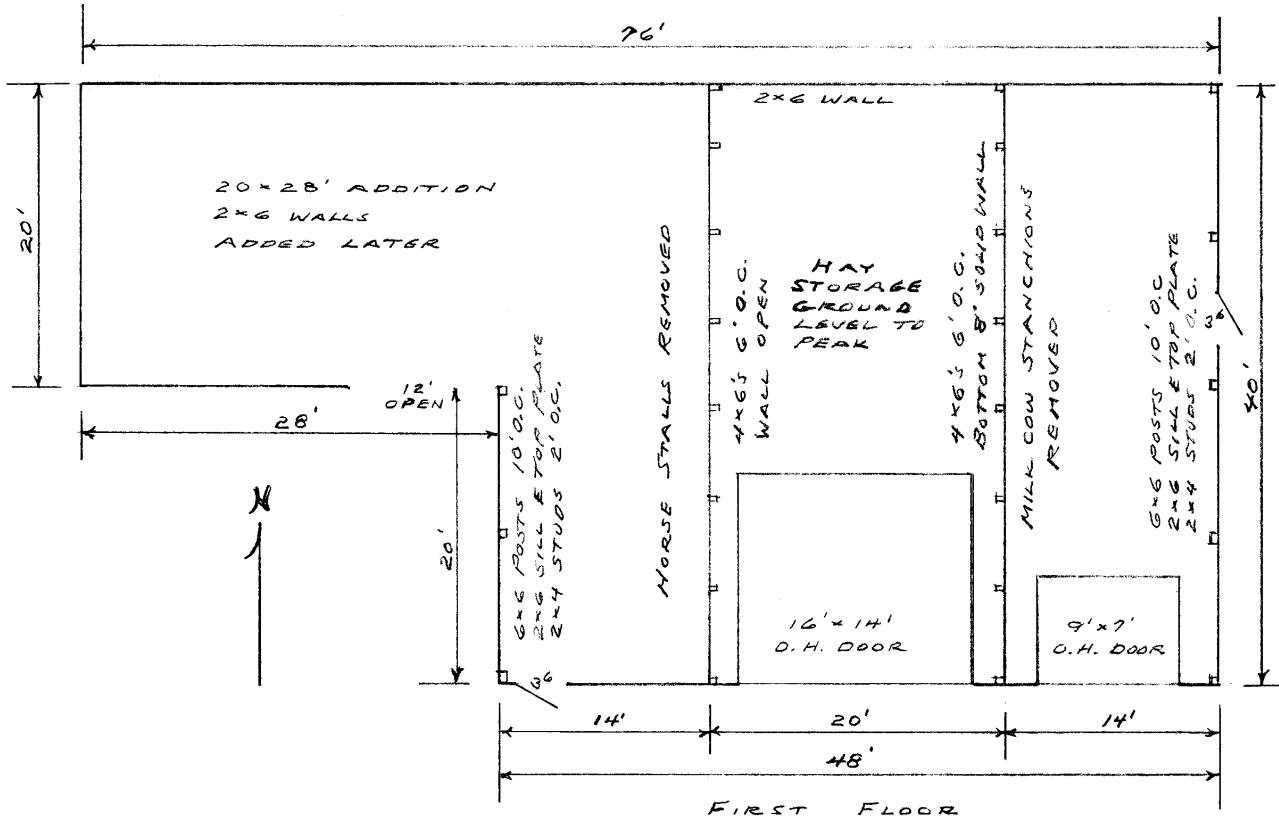 76'
2×6 WALL
20'
20×28' ADDITION
2×6 WALLS
ADDED LATER
HORSE STALLS REMOVED
4×6'S 6' O.C.
WALL OPEN
HAY
STORAGE
GROUND
LEVEL TO
PEAK
4×6'S 6' O.C.
BOTTOM 8' SOLID WALL
MILK COW STANCHIONS
REMOVED
6×6 POSTS 10' O.C
2×6 SILL & TOP PLATE
2×4 STUDS 2' O.C.
3⁶
40'
12'
OPEN
28'
6×6 POSTS 10' O.C.
2×6 SILL & TOP PLATE
2×4 STUDS 2' O.C.
N
20'
16'×14'
O.H. DOOR
9'×7'
O.H. DOOR
3⁶
14'
20'
14'
48'
FIRST FLOOR